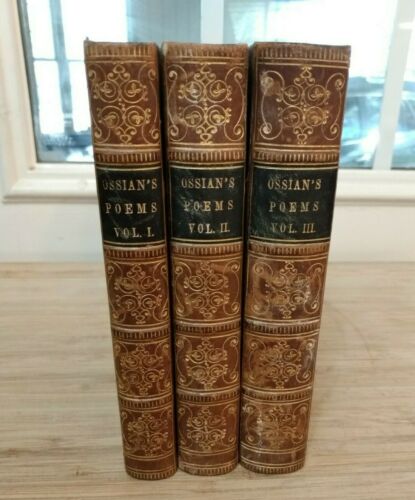 OSSIAN'S
POEMS
VOL. I.
OSSIAN'S
POEMS
VOL. II.
OSSIAN'S
POEMS
VOL. III.